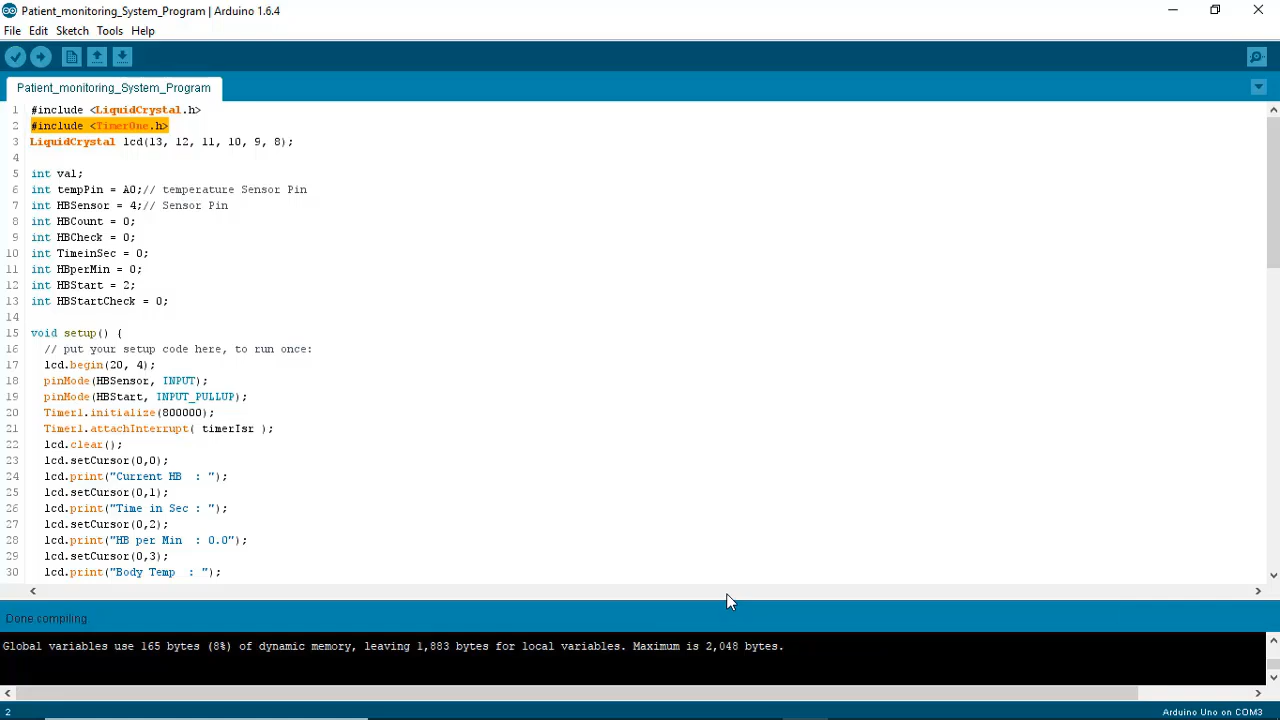 Patient_monitoring_System_Program | Arduino 1.6.4
File Edit Sketch Tools Help
Patient_monitoring_System_Program
1 #include <LiquidCrystal.h>
2 #include <TimerOne.h>
3 LiquidCrystal lcd(13, 12, 11, 10, 9, 8);
4
5 int val;
6 int tempPin = A0;// temperature Sensor Pin
7 int HBSensor = 4;// Sensor Pin
8 int HBCount = 0;
9 int HBCheck = 0;
10 int TimeinSec = 0;
11 int HBperMin = 0;
12 int HBStart = 2;
13 int HBStartCheck = 0;
14
15 void setup() {
16 // put your setup code here, to run once:
17 lcd.begin(20, 4);
18 pinMode(HBSensor, INPUT);
19 pinMode(HBStart, INPUT_PULLUP);
20 Timer1.initialize(800000);
21 Timer1.attachInterrupt( timerIsr );
22 lcd.clear();
23 lcd.setCursor(0,0);
24 lcd.print("Current HB  : ");
25 lcd.setCursor(0,1);
26 lcd.print("Time in Sec : ");
27 lcd.setCursor(0,2);
28 lcd.print("HB per Min  : 0.0");
29 lcd.setCursor(0,3);
30 lcd.print("Body Temp  : ");
Done compiling.
Global variables use 165 bytes (8%) of dynamic memory, leaving 1,883 bytes for local variables. Maximum is 2,048 bytes.
2 Arduino Uno on COM3